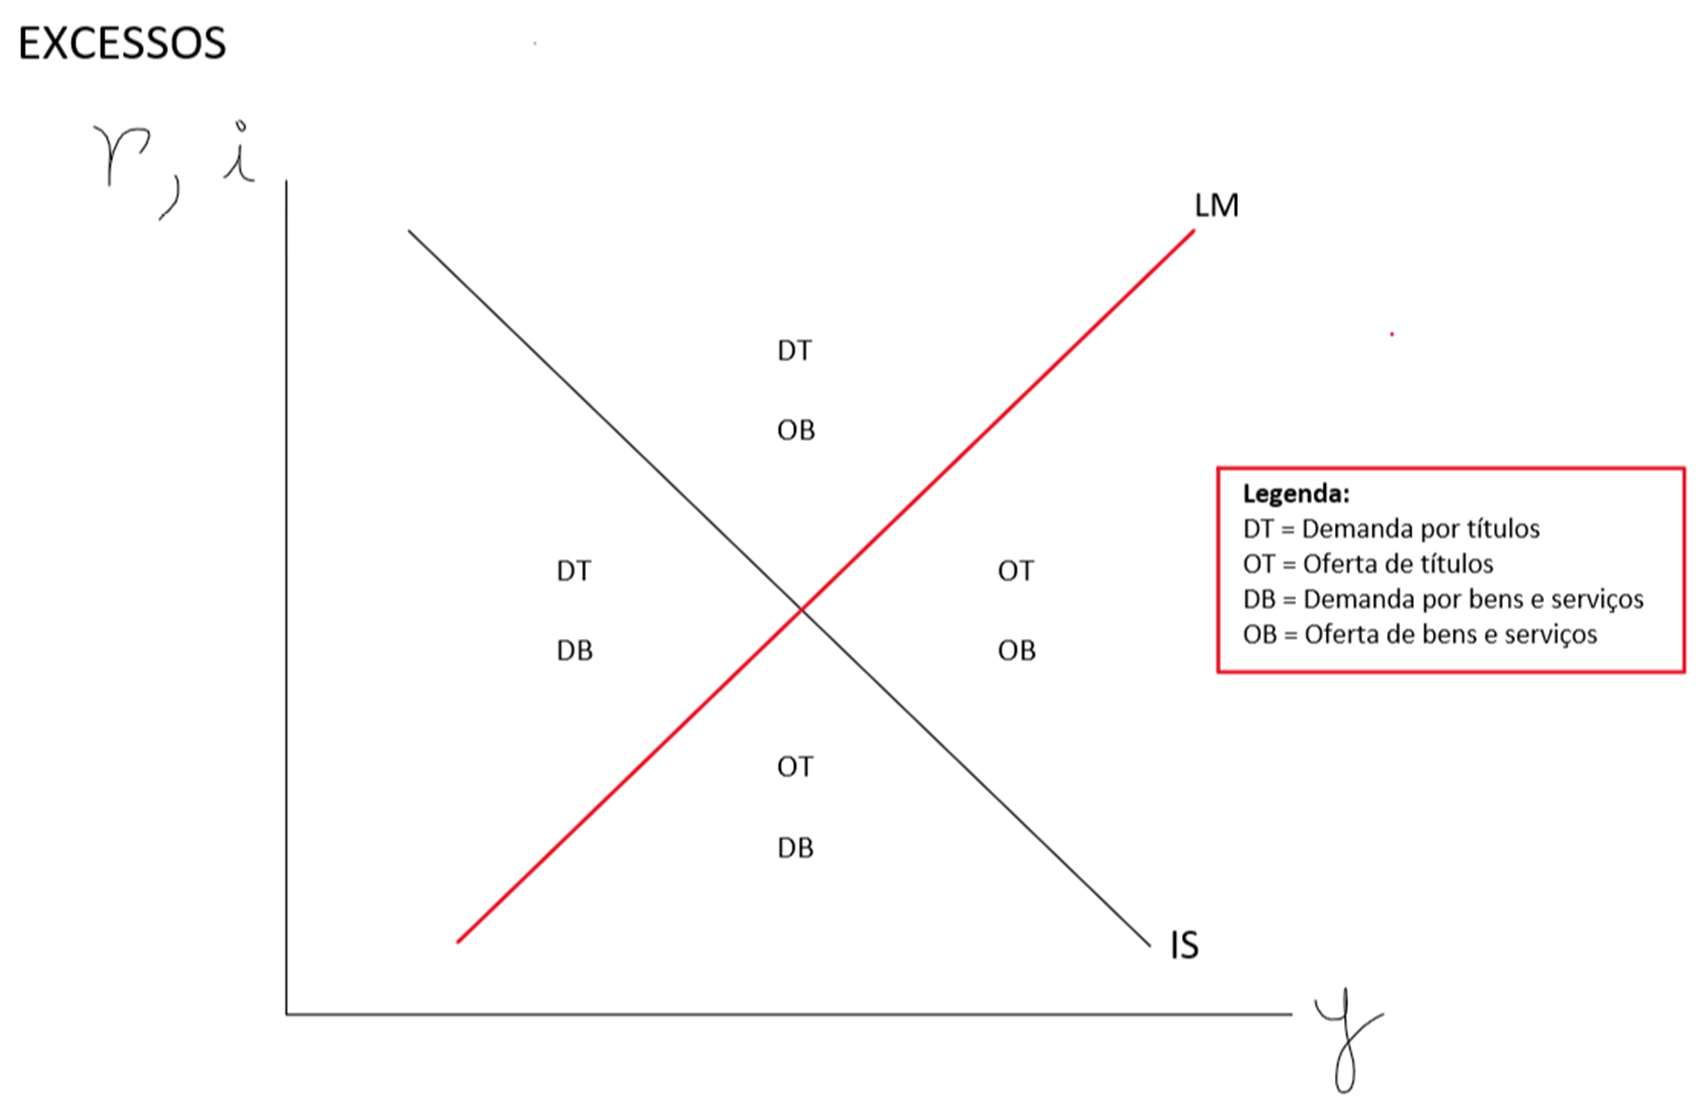 EXCESSOS
r, i
LM
DT
OB
DT
DB
OT
OB
OT
DB
IS
y
Legenda:
DT = Demanda por títulos
OT = Oferta de títulos
DB = Demanda por bens e serviços
OB = Oferta de bens e serviços